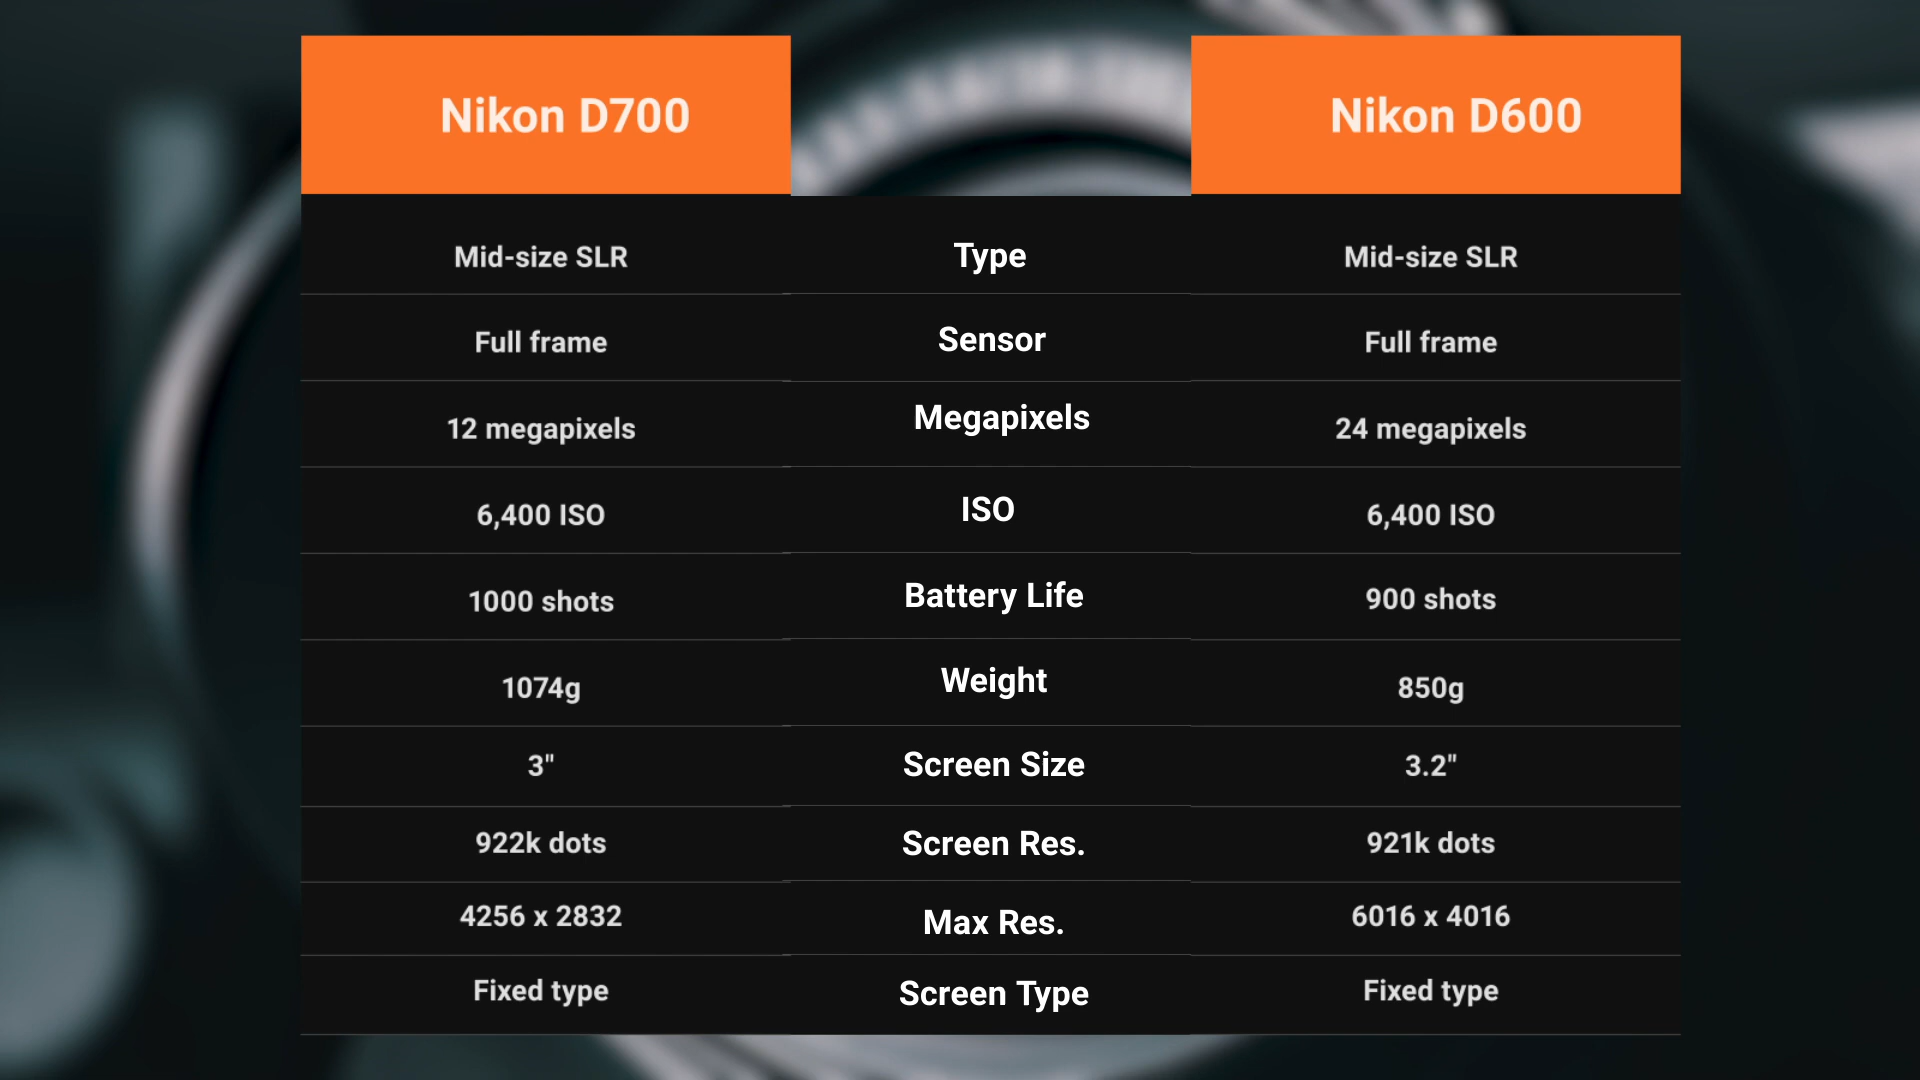 Nikon D700 Nikon D600
Mid-size SLR Type Mid-size SLR
Full frame Sensor Full frame
12 megapixels Megapixels 24 megapixels
6,400 ISO ISO 6,400 ISO
1000 shots Battery Life 900 shots
1074g Weight 850g
3" Screen Size 3.2"
922k dots Screen Res. 921k dots
4256 x 2832 Max Res. 6016 x 4016
Fixed type Screen Type Fixed type